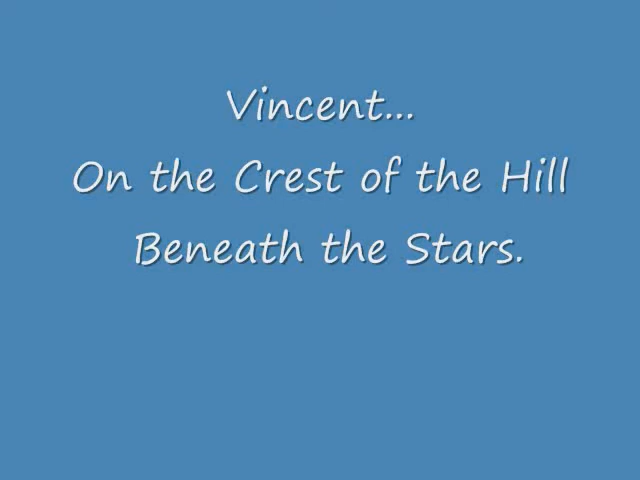 Vincent...
On the Crest of the Hill
Beneath the Stars.